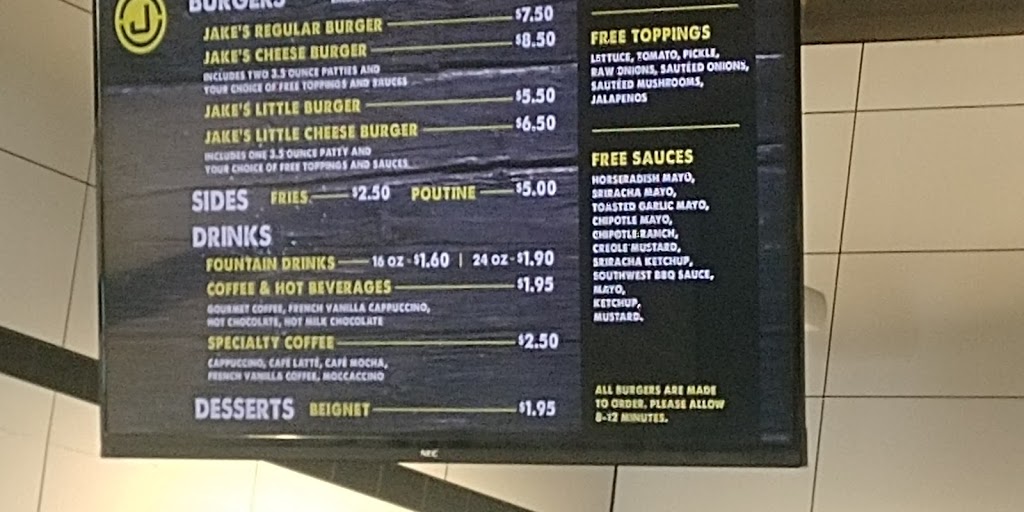 J
BURGERS
JAKE'S REGULAR BURGER $7.50
JAKE'S CHEESE BURGER $8.50
INCLUDES TWO 3.5 OUNCE PATTIES AND
YOUR CHOICE OF FREE TOPPINGS AND SAUCES
JAKE'S LITTLE BURGER $5.50
JAKE'S LITTLE CHEESE BURGER $6.50
INCLUDES ONE 3.5 OUNCE PATTY AND
YOUR CHOICE OF FREE TOPPINGS AND SAUCES
SIDES FRIES $2.50 POUTINE $5.00
DRINKS
FOUNTAIN DRINKS 16 OZ - $1.60 | 24 OZ - $1.90
COFFEE & HOT BEVERAGES $1.95
GOURMET COFFEE, FRENCH VANILLA CAPPUCCINO,
HOT CHOCOLATE, HOT MILK CHOCOLATE
SPECIALTY COFFEE $2.50
CAPPUCCINO, CAFÉ LATTÉ, CAFÉ MOCHA,
FRENCH VANILLA COFFEE, MOCCACCINO
DESSERTS BEIGNET $1.95
FREE TOPPINGS
LETTUCE, TOMATO, PICKLE,
RAW ONIONS, SAUTÉED ONIONS,
SAUTÉED MUSHROOMS,
JALAPENOS
FREE SAUCES
HORSERADISH MAYO,
SRIRACHA MAYO,
TOASTED GARLIC MAYO,
CHIPOTLE MAYO,
CHIPOTLE RANCH,
CREOLE MUSTARD,
SRIRACHA KETCHUP,
SOUTHWEST BBQ SAUCE,
MAYO,
KETCHUP,
MUSTARD.
ALL BURGERS ARE MADE
TO ORDER, PLEASE ALLOW
8-12 MINUTES.
NEC